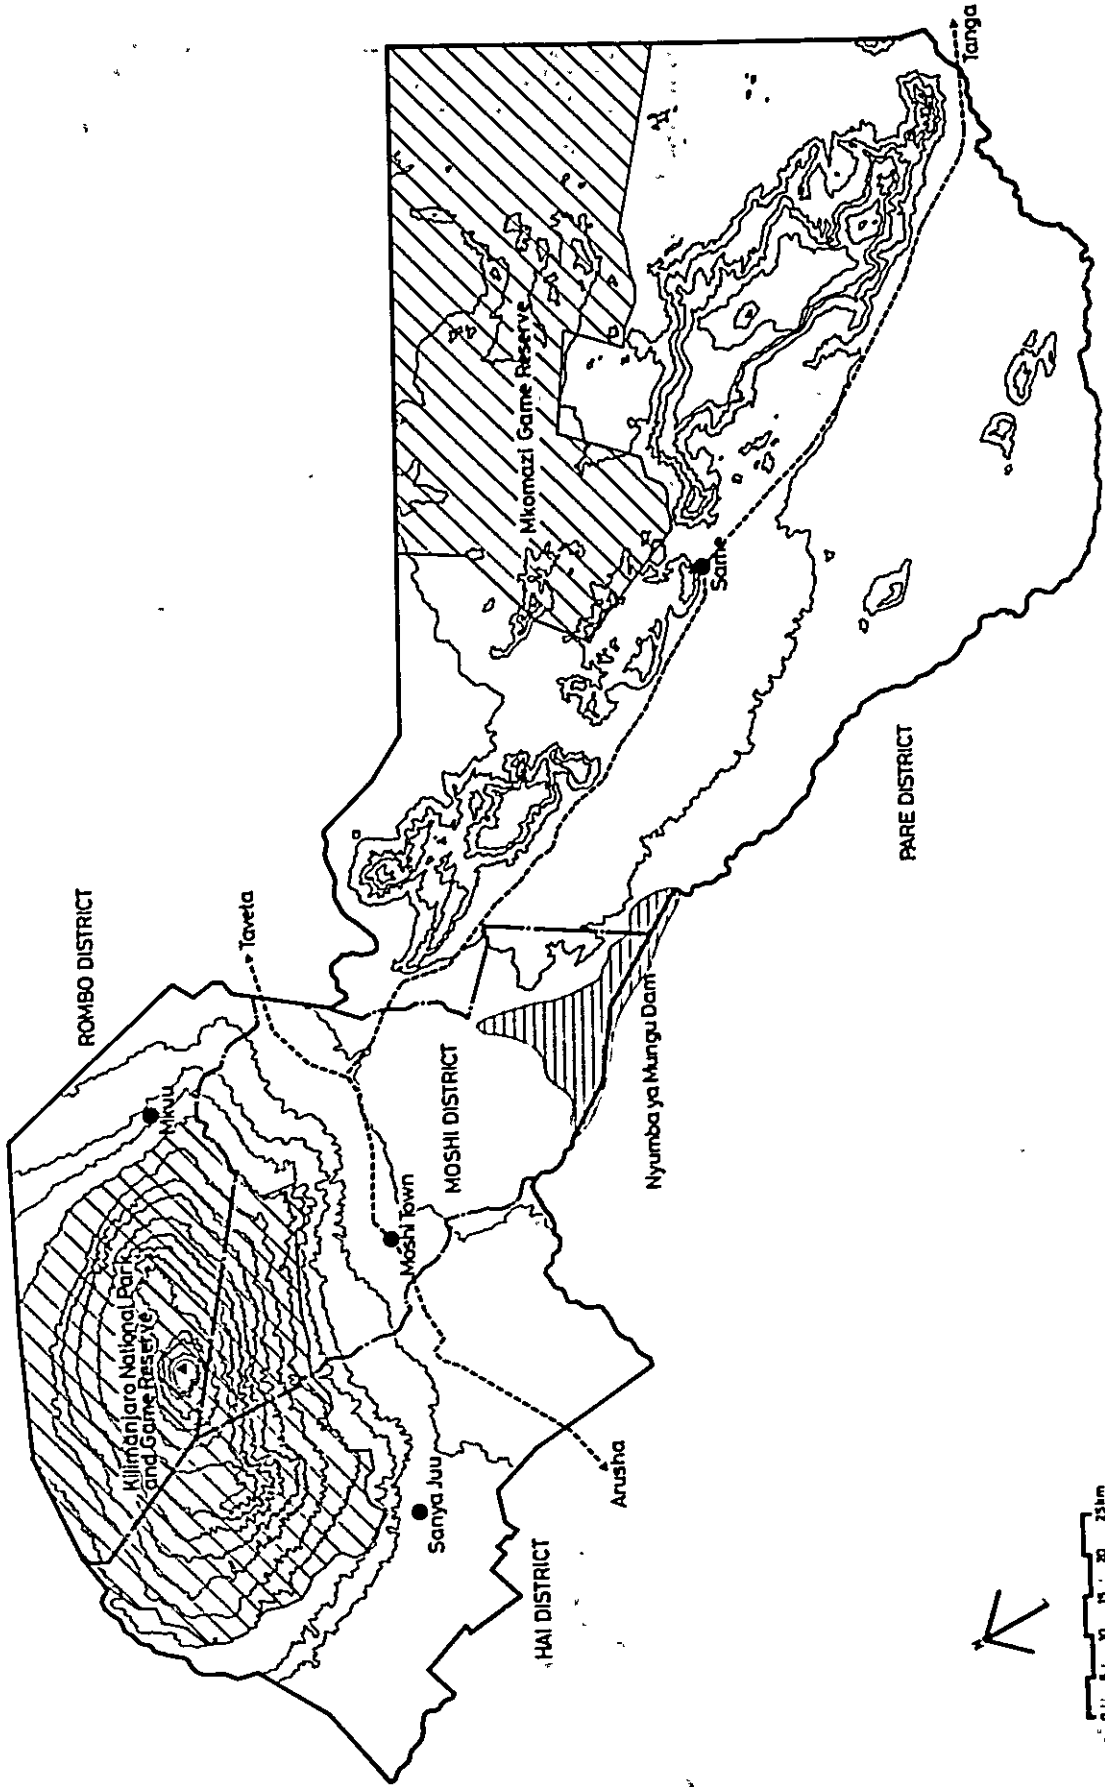 ROMBO DISTRICT
Taveta
Mkuu
Kilimanjaro National Park
and Game Reserve
Moshi Town
MOSHI DISTRICT
Sanya Juu
HAI DISTRICT
Arusha
Nyumba ya Mungu Dam
PARE DISTRICT
Mkomazi Game Reserve
Same
Tanga
25km